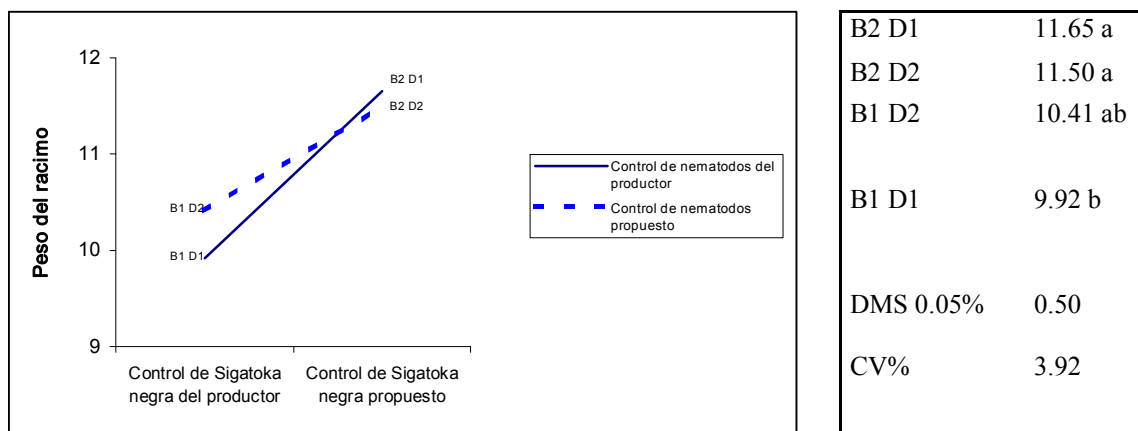 12
11
10
9
Peso del racimo
B2 D1
B2 D2
B1 D2
B1 D1
Control de Sigatoka
negra del productor
Control de Sigatoka
negra propuesto
Control de nematodos del
productor
Control de nematodos
propuesto
B2 D1 11.65 a
B2 D2 11.50 a
B1 D2 10.41 ab
B1 D1 9.92 b
DMS 0.05% 0.50
CV% 3.92